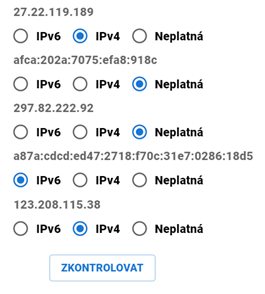 27.22.119.189
IPv6 IPv4 Neplatná
afca:202a:7075:efa8:918c
IPv6 IPv4 Neplatná
297.82.222.92
IPv6 IPv4 Neplatná
a87a:cdcd:ed47:2718:f70c:31e7:0286:18d5
IPv6 IPv4 Neplatná
123.208.115.38
IPv6 IPv4 Neplatná
ZKONTROLOVAT